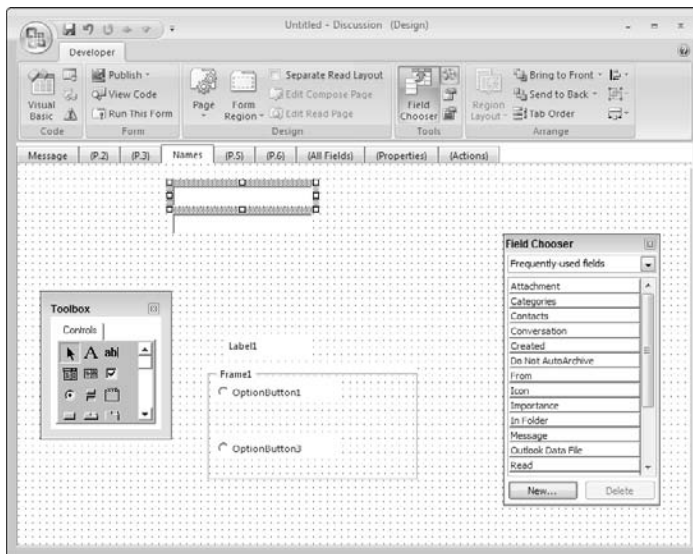 Untitled - Discussion (Design)
Developer
Visual Basic
Code
Publish
View Code
Run This Form
Form
Page
Form Region
Separate Read Layout
Edit Compose Page
Edit Read Page
Design
Field Chooser
Tools
Region Layout
Bring to Front
Send to Back
Tab Order
Arrange
Message (P.2) (P.3) Names (P.5) (P.6) (All Fields) (Properties) (Actions)
Toolbox
Controls
A ab|
Label1
Frame1
OptionButton1
OptionButton3
Field Chooser
Frequently-used fields
Attachment
Categories
Contacts
Conversation
Created
Do Not AutoArchive
From
Icon
Importance
In Folder
Message
Outlook Data File
Read
New... Delete